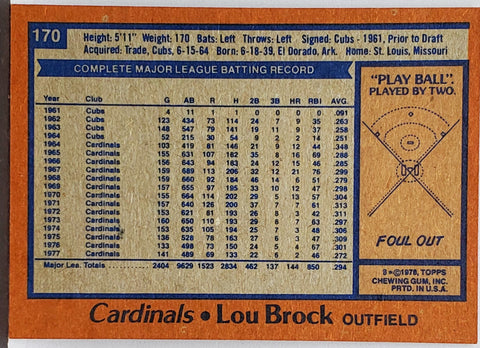 170
Height: 5'11" Weight: 170 Bats: Left Throws: Left Signed: Cubs - 1961, Prior to Draft
Acquired: Trade, Cubs, 6-15-64 Born: 6-18-39, El Dorado, Ark. Home: St. Louis, Missouri
COMPLETE MAJOR LEAGUE BATTING RECORD
Year Club G AB R H 2B 3B HR RBI AVG.
1961 Cubs 4 11 1 1 0 0 0 0 .091
1962 Cubs 123 434 73 114 24 7 9 35 .263
1963 Cubs 148 547 79 141 19 11 9 37 .258
1964 Cubs 52 215 30 54 9 2 2 14 .251
1964 Cardinals 103 419 81 146 21 9 12 44 .348
1965 Cardinals 155 631 107 182 35 8 16 69 .288
1966 Cardinals 156 643 94 183 24 12 15 46 .285
1967 Cardinals 159 689 113 206 32 12 21 76 .299
1968 Cardinals 159 660 92 184 46 14 6 51 .279
1969 Cardinals 157 655 97 195 33 10 12 47 .298
1970 Cardinals 155 664 114 202 29 5 13 57 .304
1971 Cardinals 157 640 126 200 37 7 7 61 .313
1972 Cardinals 153 621 81 193 26 8 3 42 .311
1973 Cardinals 160 650 110 193 29 8 7 63 .297
1974 Cardinals 153 635 105 194 25 7 3 48 .306
1975 Cardinals 136 528 78 163 27 6 3 47 .309
1976 Cardinals 133 498 73 150 24 5 4 67 .301
1977 Cardinals 141 489 69 133 22 6 2 46 .272
Major Lea. Totals 2404 9629 1523 2834 462 137 144 850 .294
"PLAY BALL".
PLAYED BY TWO.
FOUL OUT
© 1978, TOPPS
CHEWING GUM, INC.
PRTD. IN U.S.A.
Cardinals • Lou Brock OUTFIELD